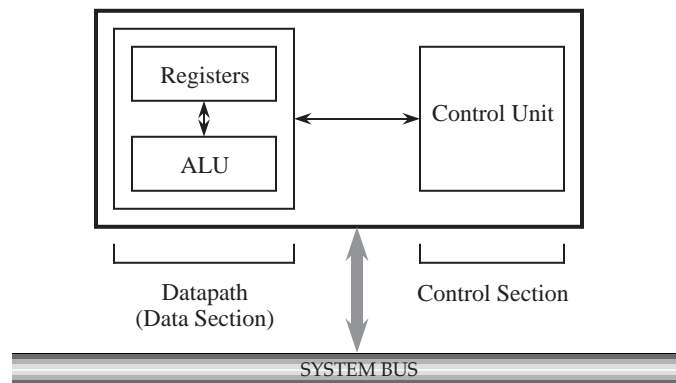 Registers
Control Unit
ALU
Datapath
(Data Section)
Control Section
SYSTEM BUS